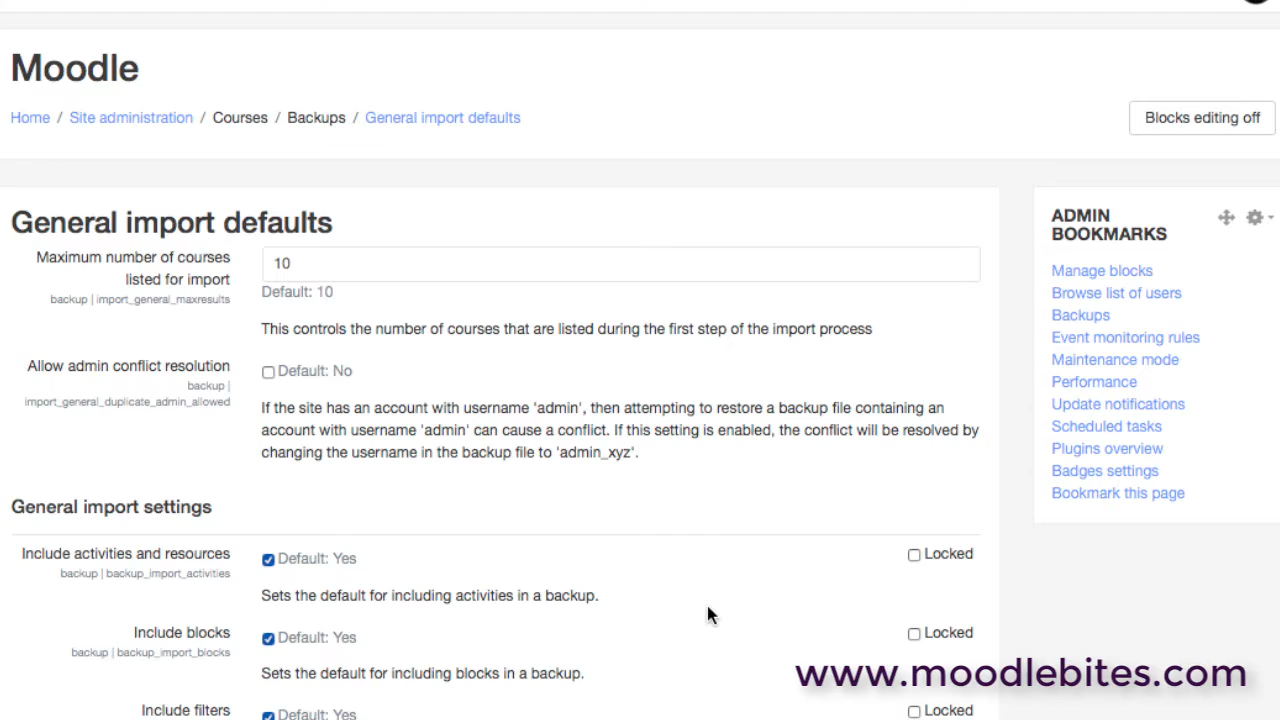 Moodle
Home / Site administration / Courses / Backups / General import defaults
Blocks editing off
General import defaults
Maximum number of courses
listed for import
backup | import_general_maxresults
10
Default: 10
This controls the number of courses that are listed during the first step of the import process
Allow admin conflict resolution
backup |
import_general_duplicate_admin_allowed
Default: No
If the site has an account with username 'admin', then attempting to restore a backup file containing an
account with username 'admin' can cause a conflict. If this setting is enabled, the conflict will be resolved by
changing the username in the backup file to 'admin_xyz'.
General import settings
Include activities and resources
backup | backup_import_activities
Default: Yes
Locked
Sets the default for including activities in a backup.
Include blocks
backup | backup_import_blocks
Default: Yes
Locked
Sets the default for including blocks in a backup.
Include filters
Default: Yes
Locked
ADMIN
BOOKMARKS
Manage blocks
Browse list of users
Backups
Event monitoring rules
Maintenance mode
Performance
Update notifications
Scheduled tasks
Plugins overview
Badges settings
Bookmark this page
www.moodlebites.com